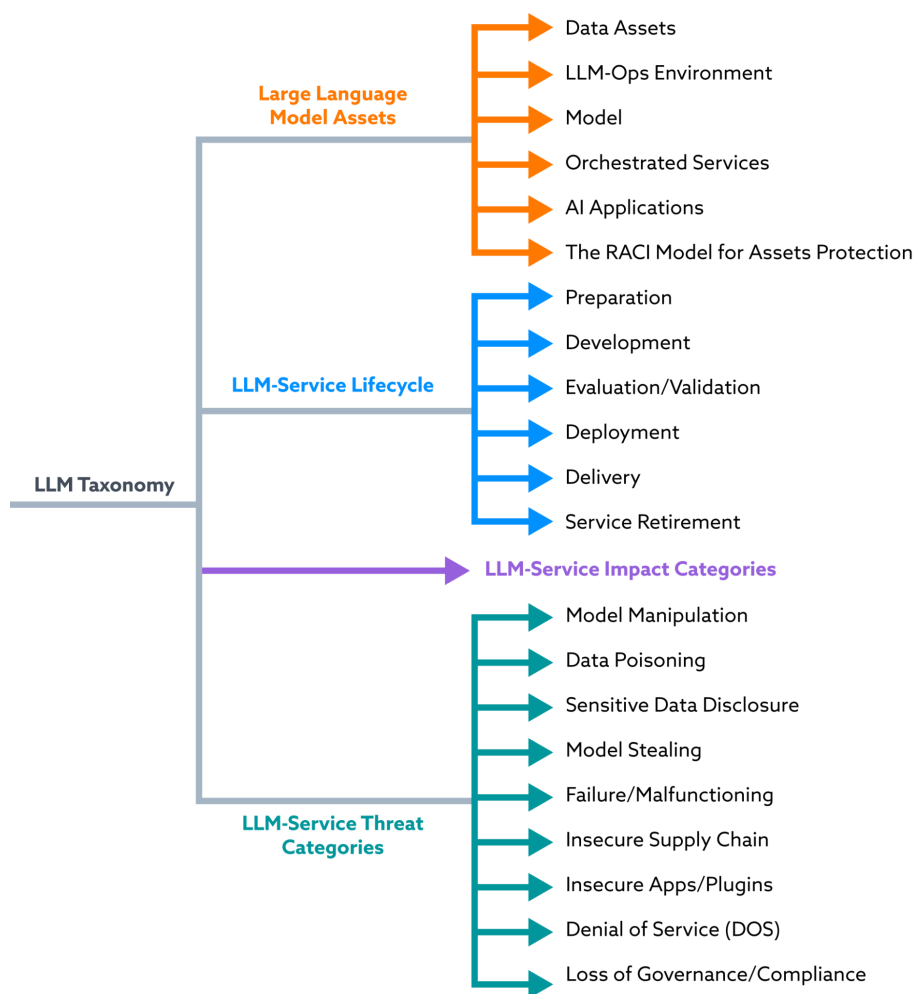 LLM Taxonomy
Large Language
Model Assets
Data Assets
LLM-Ops Environment
Model
Orchestrated Services
AI Applications
The RACI Model for Assets Protection
LLM-Service Lifecycle
Preparation
Development
Evaluation/Validation
Deployment
Delivery
Service Retirement
LLM-Service Impact Categories
LLM-Service Threat
Categories
Model Manipulation
Data Poisoning
Sensitive Data Disclosure
Model Stealing
Failure/Malfunctioning
Insecure Supply Chain
Insecure Apps/Plugins
Denial of Service (DOS)
Loss of Governance/Compliance